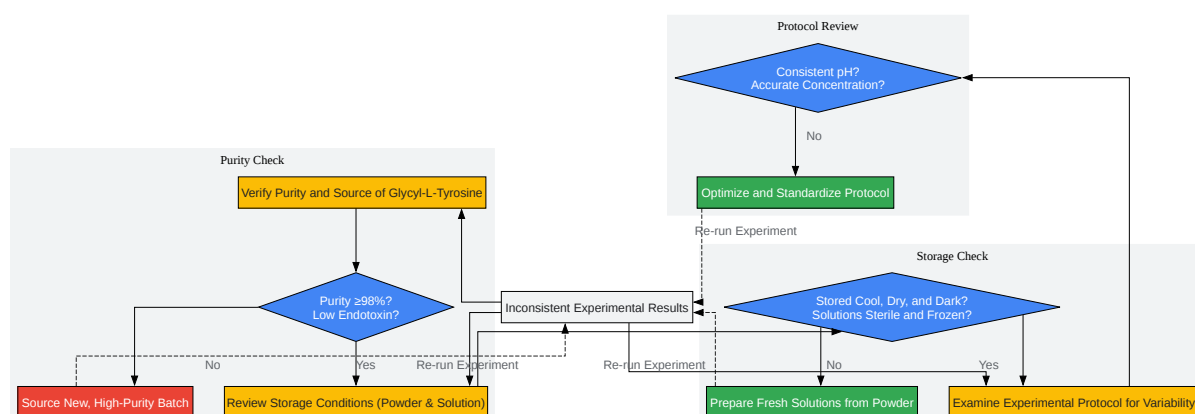 Protocol Review
Consistent pH?
Accurate Concentration?
No
Optimize and Standardize Protocol
Re-run Experiment
Purity Check
Verify Purity and Source of Glycyl-L-Tyrosine
Purity ≥98%?
Low Endotoxin?
Inconsistent Experimental Results
Storage Check
Stored Cool, Dry, and Dark?
Solutions Sterile and Frozen?
No
Yes
Re-run Experiment
Re-run Experiment
No
Yes
Source New, High-Purity Batch
Review Storage Conditions (Powder & Solution)
Prepare Fresh Solutions from Powder
Examine Experimental Protocol for Variability